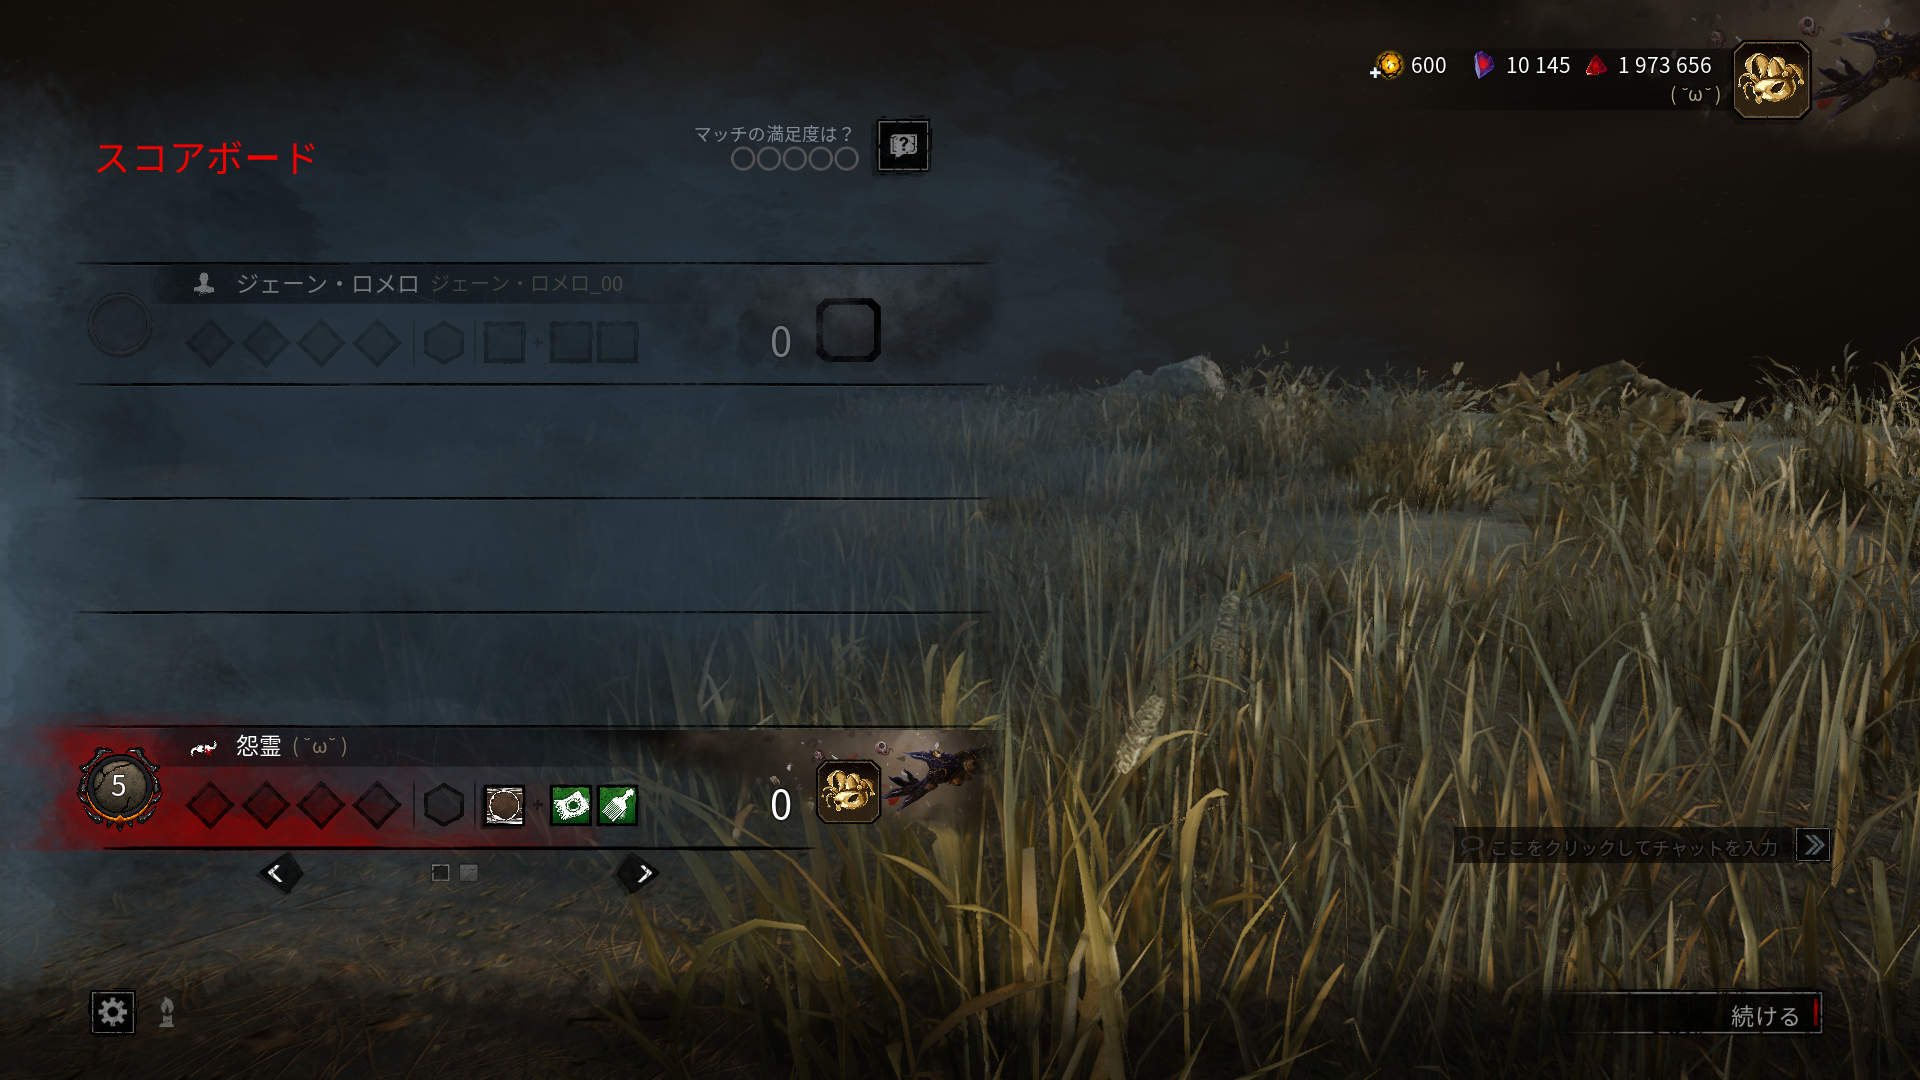 600 10 145 1 973 656
(˘ω˘)
マッチの満足度は？
スコアボード
ジェーン・ロメロ ジェーン・ロメロ_00
0
怨霊 (˘ω˘)
5
0
ここをクリックしてチャットを入力
続ける